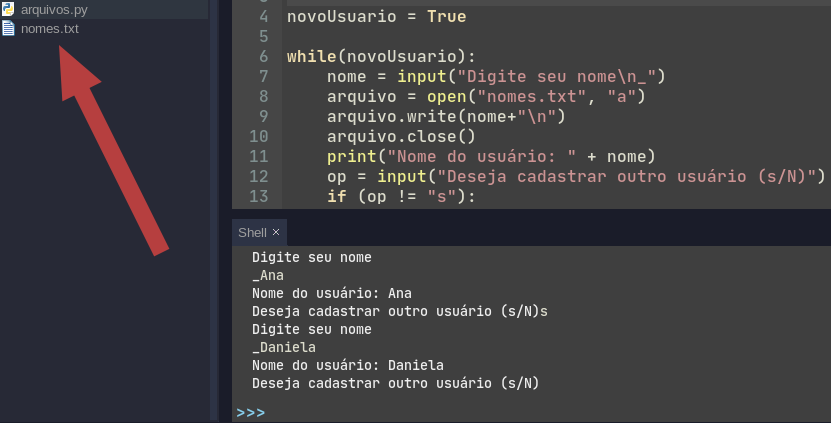 arquivos.py
nomes.txt
4 novoUsuario = True
5
6 while(novoUsuario):
7 nome = input("Digite seu nome\n_")
8 arquivo = open("nomes.txt", "a")
9 arquivo.write(nome+"\n")
10 arquivo.close()
11 print("Nome do usuário: " + nome)
12 op = input("Deseja cadastrar outro usuário (s/N)")
13 if (op != "s"):
Shell ×
Digite seu nome
_Ana
Nome do usuário: Ana
Deseja cadastrar outro usuário (s/N)s
Digite seu nome
_Daniela
Nome do usuário: Daniela
Deseja cadastrar outro usuário (s/N)
>>>